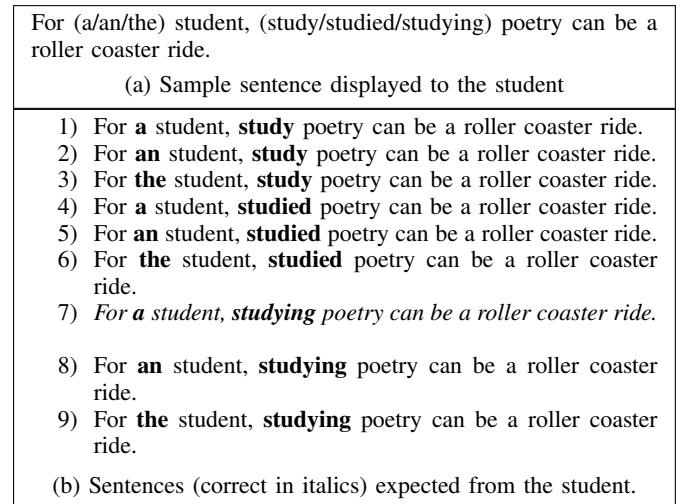 For (a/an/the) student, (study/studied/studying) poetry can be a
roller coaster ride.
(a) Sample sentence displayed to the student
1) For a student, study poetry can be a roller coaster ride.
2) For an student, study poetry can be a roller coaster ride.
3) For the student, study poetry can be a roller coaster ride.
4) For a student, studied poetry can be a roller coaster ride.
5) For an student, studied poetry can be a roller coaster ride.
6) For the student, studied poetry can be a roller coaster
ride.
7) For a student, studying poetry can be a roller coaster ride.
8) For an student, studying poetry can be a roller coaster
ride.
9) For the student, studying poetry can be a roller coaster
ride.
(b) Sentences (correct in italics) expected from the student.